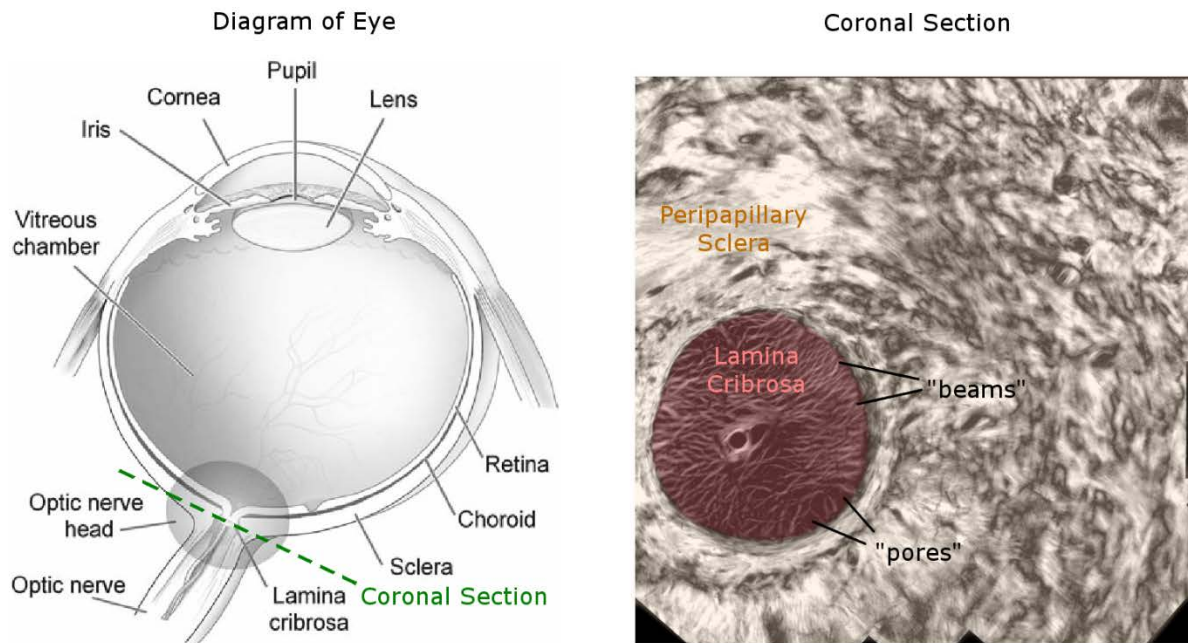 Diagram of Eye
Pupil
Cornea
Lens
Iris
Vitreous
chamber
Retina
Choroid
Optic nerve
head
Sclera
Optic nerve
Lamina
cribrosa
Coronal Section
Coronal Section
Peripapillary
Sclera
Lamina
Cribrosa
"beams"
"pores"